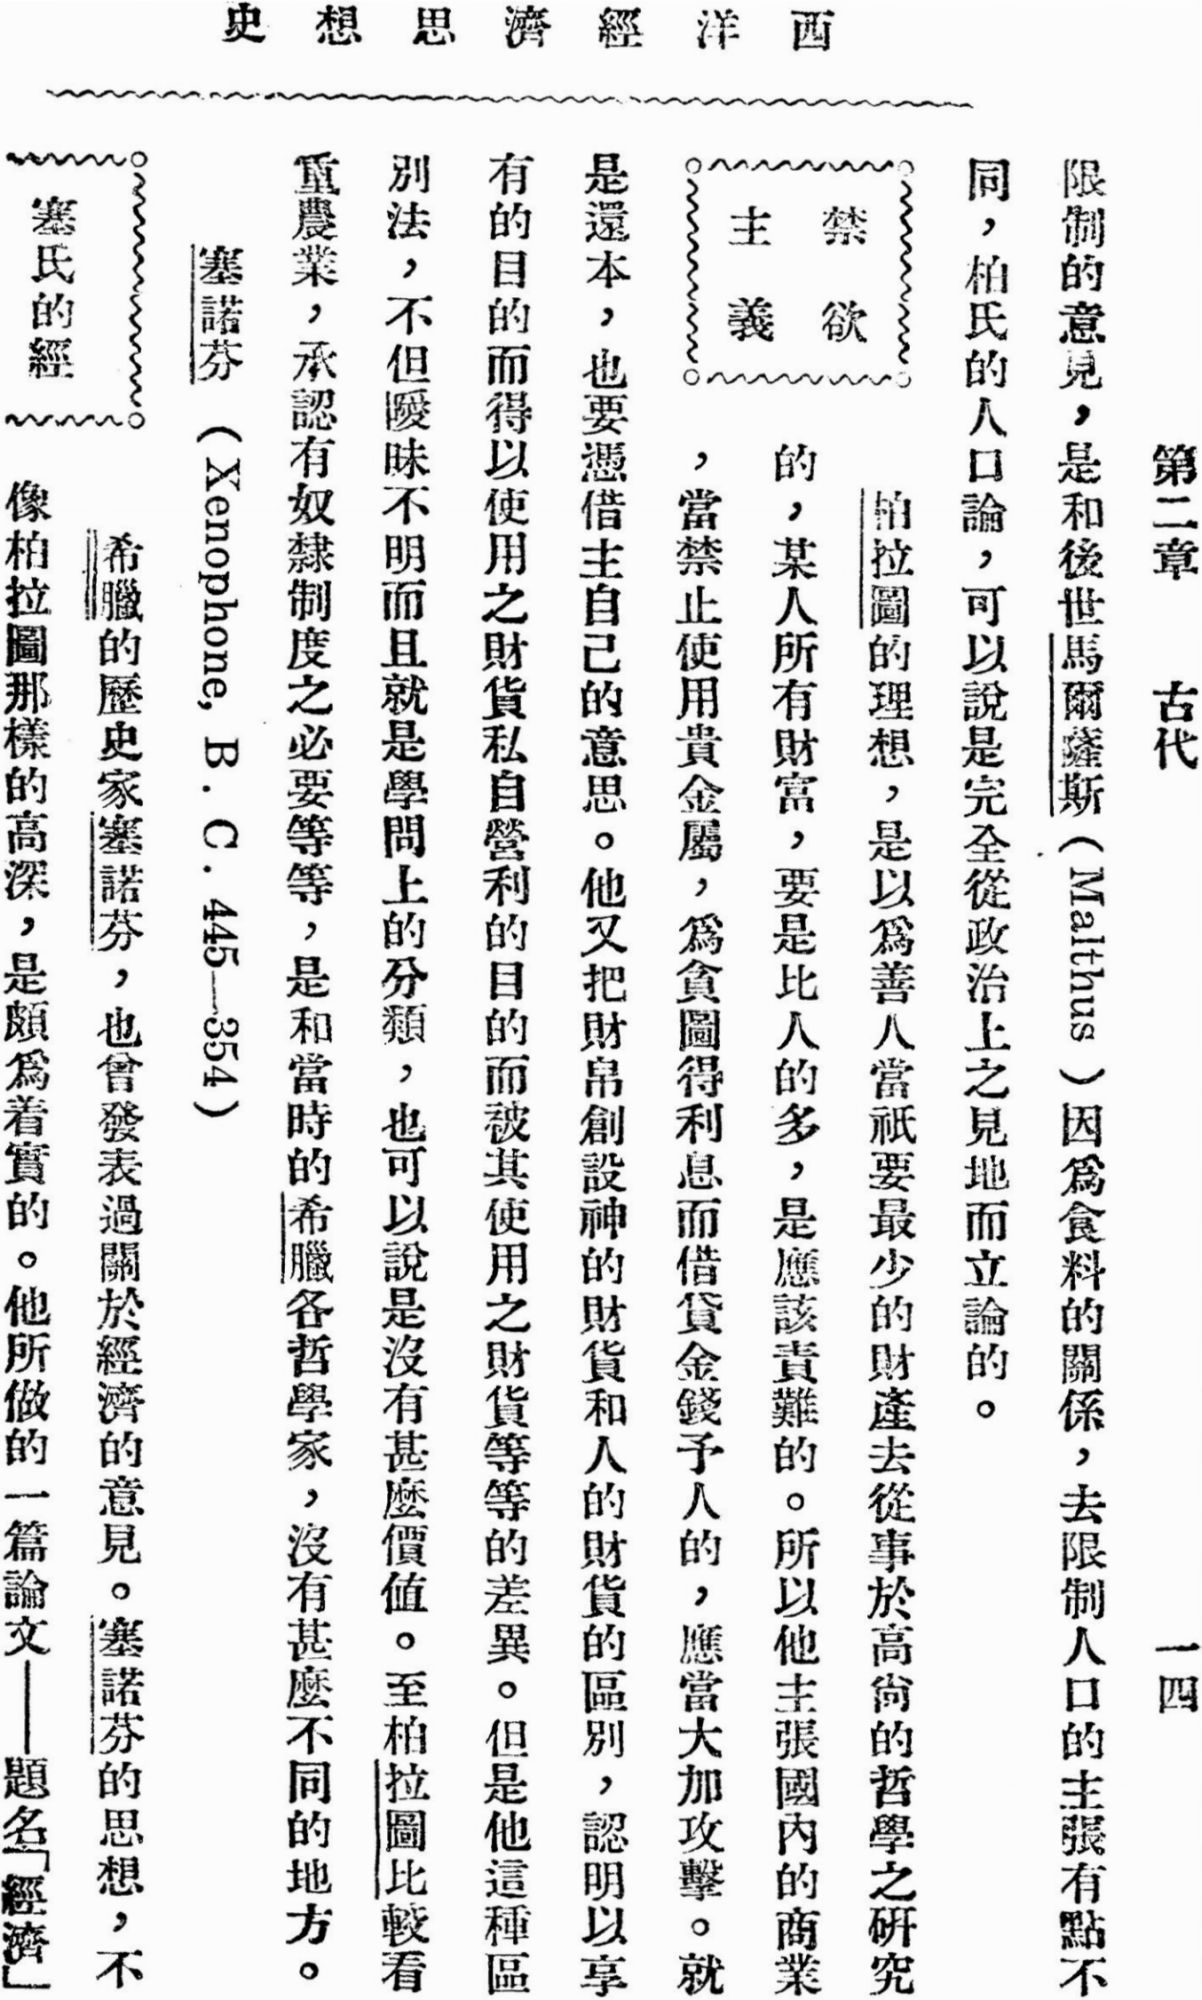 西洋經濟思想史
第二章　古代　一四
限制的意見，是和後世馬爾薩斯（Malthus）因爲食料的關係，去限制人口的主張有點不
同，柏氏的人口論，可以說是完全從政治上之見地而立論的。
禁欲
主義
柏拉圖的理想，是以爲善人當祇要最少的財產去從事於高尙的哲學之硏究
的，某人所有財富，要是比人的多，是應該責難的。所以他主張國內的商業
，當禁止使用貴金屬，爲貪圖得利息而借貸金錢予人的，應當大加攻擊。就
是還本，也要憑借主自己的意思。他又把財帛創設神的財貨和人的財貨的區別，認明以享
有的目的而得以使用之財貨私自營利的目的而被其使用之財貨等等的差異。但是他這種區
別法，不但曖昧不明而且就是學問上的分類，也可以說是沒有甚麽價值。至柏拉圖比較看
重農業，承認有奴隸制度之必要等等，是和當時的希臘各哲學家，沒有甚麽不同的地方。
塞諾芬（Xenophone, B. C. 445—354）
希臘的歷史家塞諾芬，也曾發表過關於經濟的意見。塞諾芬的思想，不
塞氏的經
像柏拉圖那樣的高深，是頗爲着實的。他所做的一篇論文——題名「經濟」